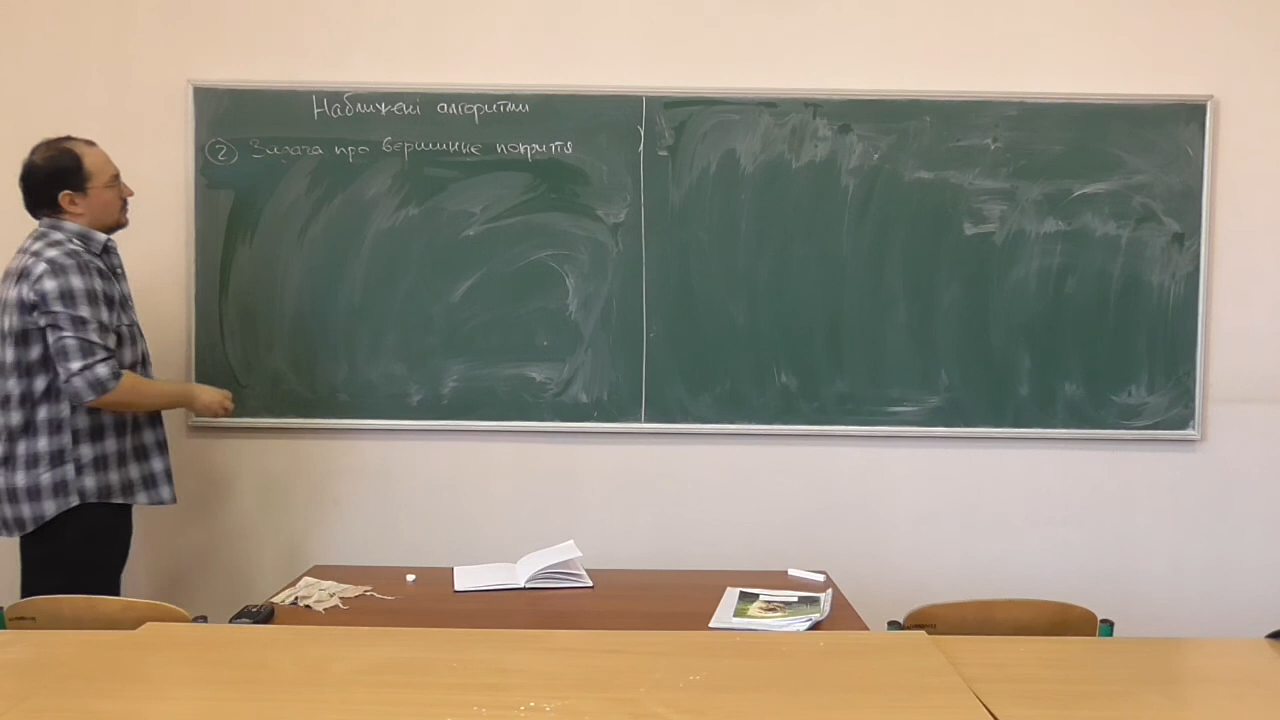 Наближені алгоритми
② Задача про вершинне покриття